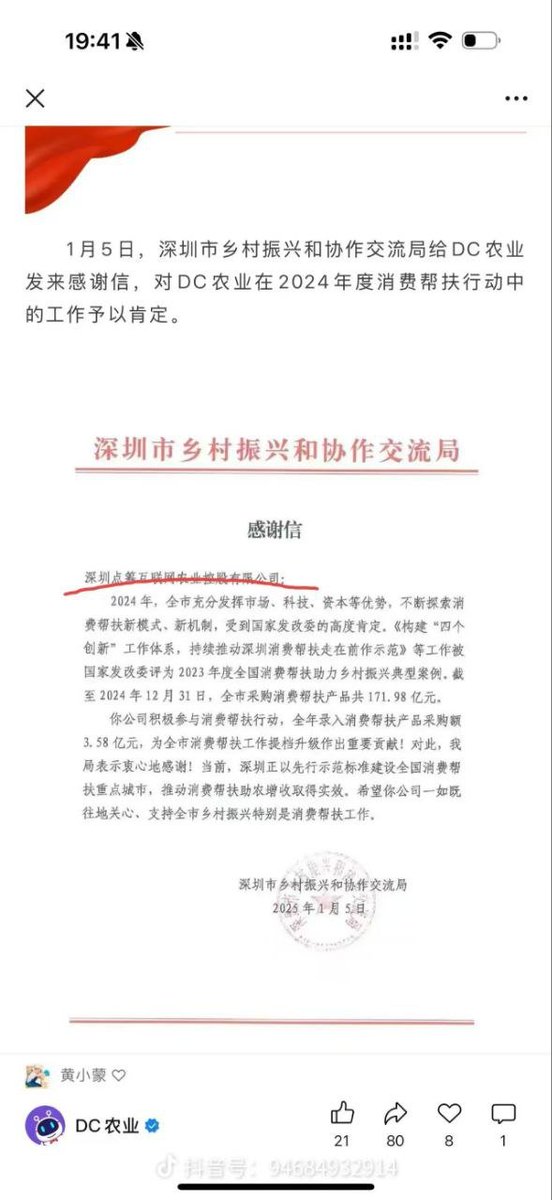 19:41
1月5日，深圳市乡村振兴和协作交流局给DC农业
发来感谢信，对DC农业在2024年度消费帮扶行动中
的工作予以肯定。
深圳市乡村振兴和协作交流局
感谢信
深圳点筹互联网农业控股有限公司：
2024年，全市充分发挥市场、科技、资本等优势，不断探索消
费帮扶新模式、新机制，受到国家发改委的高度肯定。《构建“四个
创新”工作体系，持续推动深圳消费帮扶走在前作示范》等工作被
国家发改委评为2023年度全国消费帮扶助力乡村振兴典型案例。截
至2024年12月31日，全市采购消费帮扶产品共171.98亿元。
你公司积极参与消费帮扶行动，全年录入消费帮扶产品采购额
3.58亿元，为全市消费帮扶工作提档升级作出重要贡献！对此，我
局表示衷心地感谢！当前，深圳正以先行示范标准建设全国消费帮
扶重点城市，推动消费帮扶助农增收取得实效。希望你公司一如既
往地关心、支持全市乡村振兴特别是消费帮扶工作。
深圳市乡村振兴和协作交流局
2025年1月5日
黄小蒙
DC农业
21
80
8
1
抖音号：94684932914